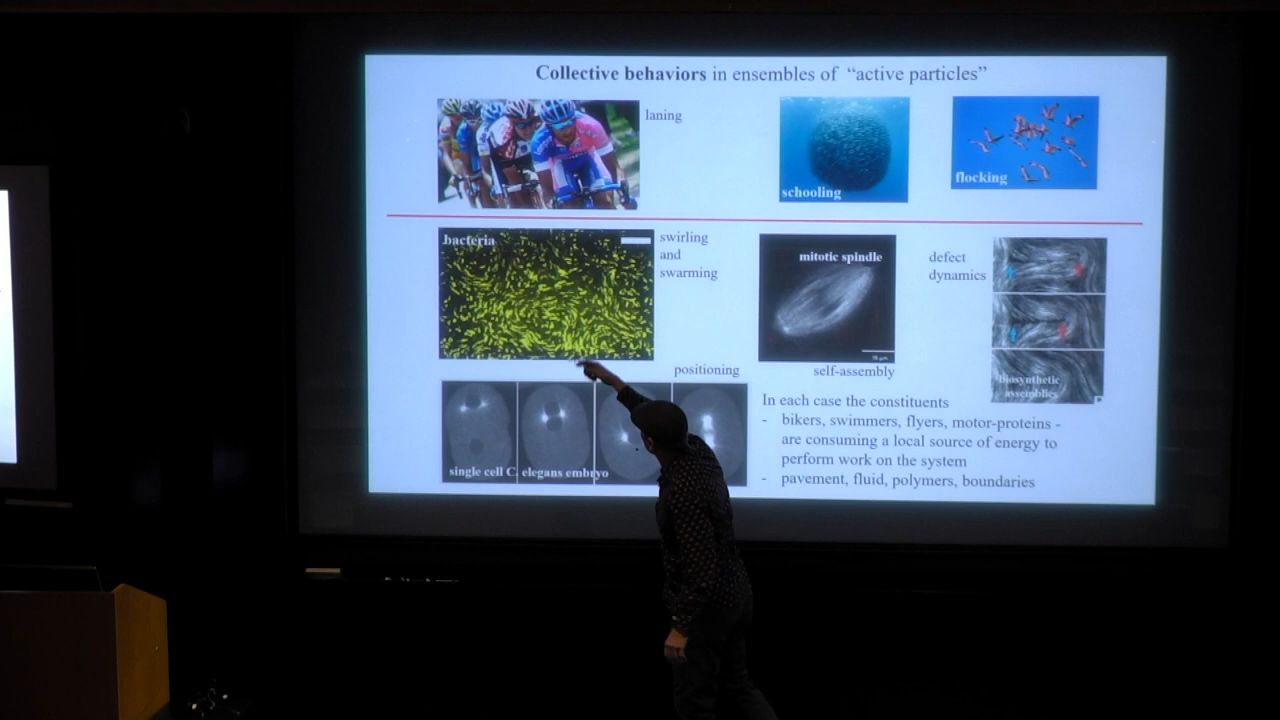 Collective behaviors in ensembles of “active particles”
laning
schooling
flocking
bacteria
swirling
and
swarming
mitotic spindle
defect
dynamics
positioning
self-assembly
biosynthetic
assemblies
single cell C. elegans embryo
In each case the constituents
- bikers, swimmers, flyers, motor-proteins -
are consuming a local source of energy to
perform work on the system
- pavement, fluid, polymers, boundaries